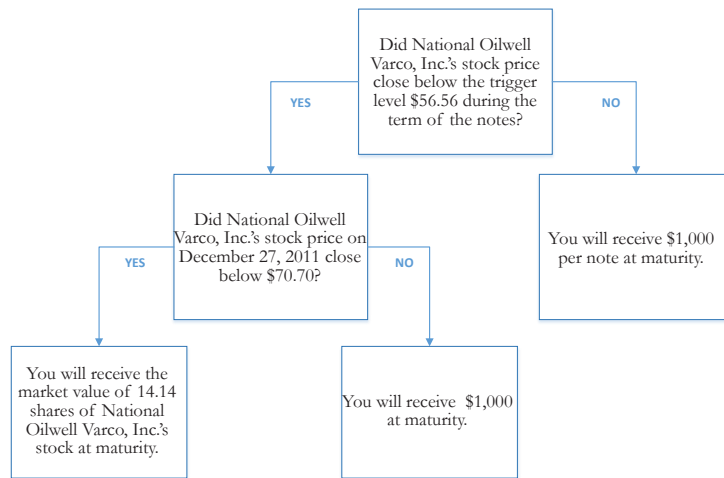 Did National Oilwell
Varco, Inc.'s stock price
close below the trigger
level $56.56 during the
term of the notes?
YES
NO
Did National Oilwell
Varco, Inc.'s stock price on
December 27, 2011 close
below $70.70?
You will receive $1,000
per note at maturity.
YES
NO
You will receive the
market value of 14.14
shares of National
Oilwell Varco, Inc.'s
stock at maturity.
You will receive $1,000
at maturity.